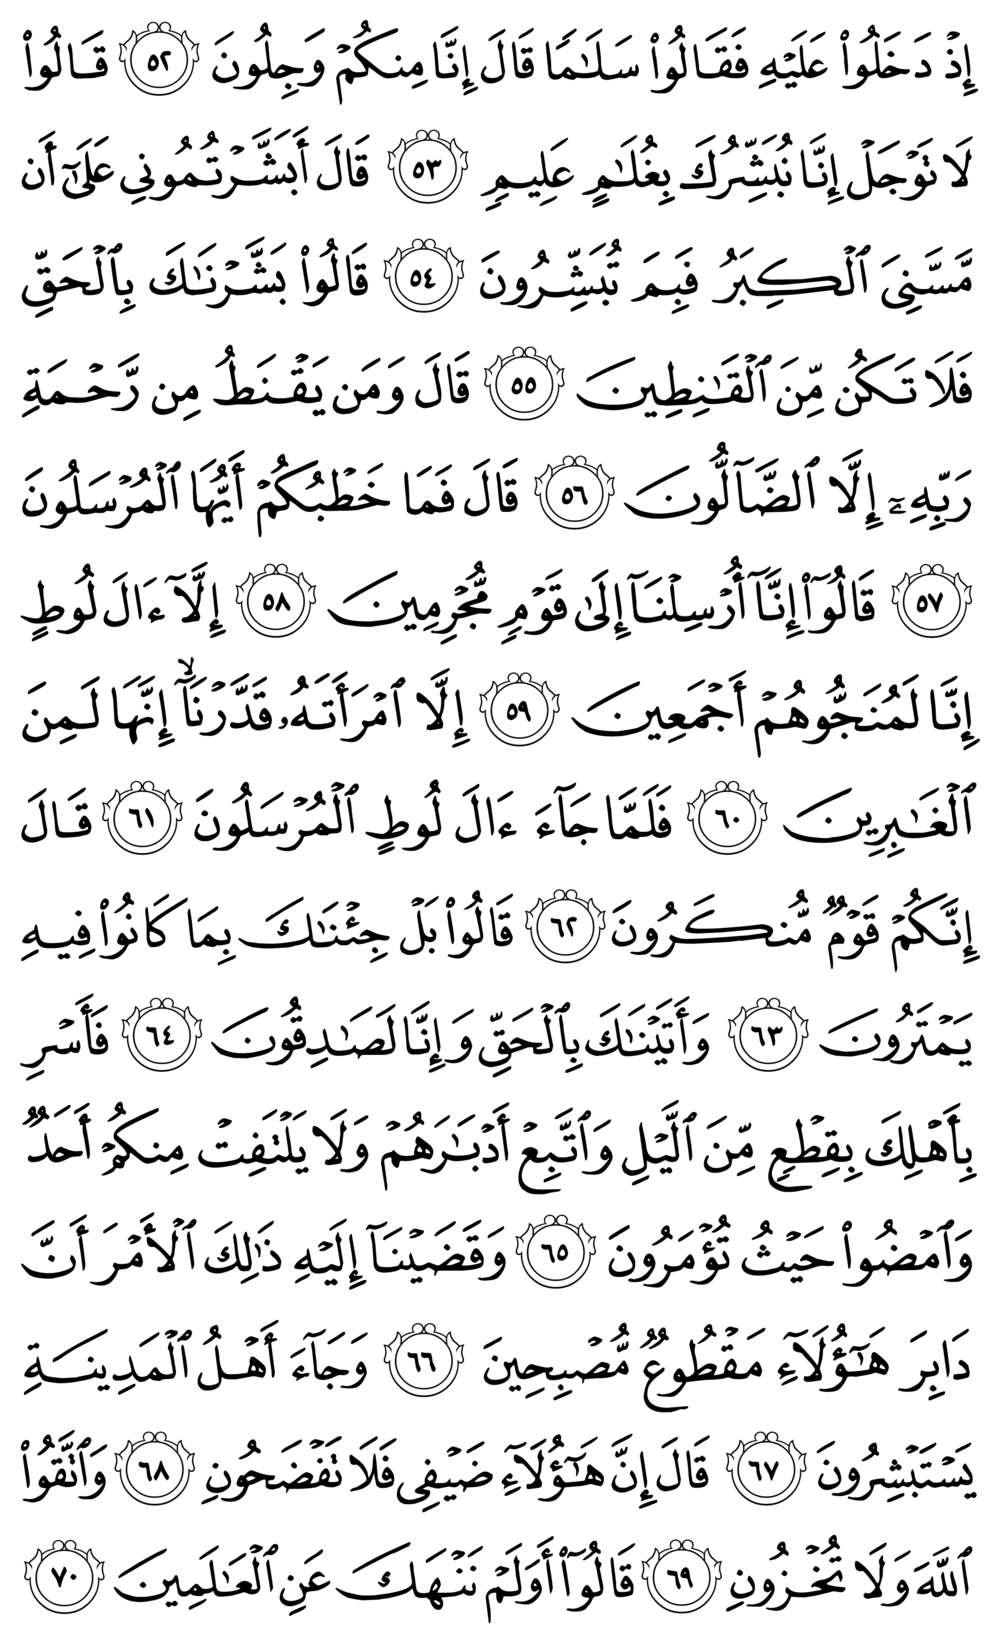 إِذۡ دَخَلُواْ عَلَيۡهِ فَقَالُواْ سَلَٰمٗا قَالَ إِنَّا مِنكُمۡ وَجِلُونَ ٥٢ قَالُواْ
لَا تَوۡجَلۡ إِنَّا نُبَشِّرُكَ بِغُلَٰمٍ عَلِيمٖ ٥٣ قَالَ أَبَشَّرۡتُمُونِي عَلَىٰٓ أَن
مَّسَّنِيَ ٱلۡكِبَرُ فَبِمَ تُبَشِّرُونَ ٥٤ قَالُواْ بَشَّرۡنَٰكَ بِٱلۡحَقِّ
فَلَا تَكُن مِّنَ ٱلۡقَٰنِطِينَ ٥٥ قَالَ وَمَن يَقۡنَطُ مِن رَّحۡمَةِ
رَبِّهِۦٓ إِلَّا ٱلضَّآلُّونَ ٥٦ قَالَ فَمَا خَطۡبُكُمۡ أَيُّهَا ٱلۡمُرۡسَلُونَ
٥٧ قَالُوٓاْ إِنَّآ أُرۡسِلۡنَآ إِلَىٰ قَوۡمٖ مُّجۡرِمِينَ ٥٨ إِلَّآ ءَالَ لُوطٍ
إِنَّا لَمُنَجُّوهُمۡ أَجۡمَعِينَ ٥٩ إِلَّا ٱمۡرَأَتَهُۥ قَدَّرۡنَآۙ إِنَّهَا لَمِنَ
ٱلۡغَٰبِرِينَ ٦٠ فَلَمَّا جَآءَ ءَالَ لُوطٍ ٱلۡمُرۡسَلُونَ ٦١ قَالَ
إِنَّكُمۡ قَوۡمٞ مُّنكَرُونَ ٦٢ قَالُواْ بَلۡ جِئۡنَٰكَ بِمَا كَانُواْ فِيهِ
يَمۡتَرُونَ ٦٣ وَأَتَيۡنَٰكَ بِٱلۡحَقِّ وَإِنَّا لَصَٰدِقُونَ ٦٤ فَأَسۡرِ
بِأَهۡلِكَ بِقِطۡعٖ مِّنَ ٱلَّيۡلِ وَٱتَّبِعۡ أَدۡبَٰرَهُمۡ وَلَا يَلۡتَفِتۡ مِنكُمۡ أَحَدٞ
وَٱمۡضُواْ حَيۡثُ تُؤۡمَرُونَ ٦٥ وَقَضَيۡنَآ إِلَيۡهِ ذَٰلِكَ ٱلۡأَمۡرَ أَنَّ
دَابِرَ هَٰٓؤُلَآءِ مَقۡطُوعٞ مُّصۡبِحِينَ ٦٦ وَجَآءَ أَهۡلُ ٱلۡمَدِينَةِ
يَسۡتَبۡشِرُونَ ٦٧ قَالَ إِنَّ هَٰٓؤُلَآءِ ضَيۡفِي فَلَا تَفۡضَحُونِ ٦٨ وَٱتَّقُواْ
ٱللَّهَ وَلَا تُخۡزُونِ ٦٩ قَالُوٓاْ أَوَلَمۡ نَنۡهَكَ عَنِ ٱلۡعَٰلَمِينَ ٧٠